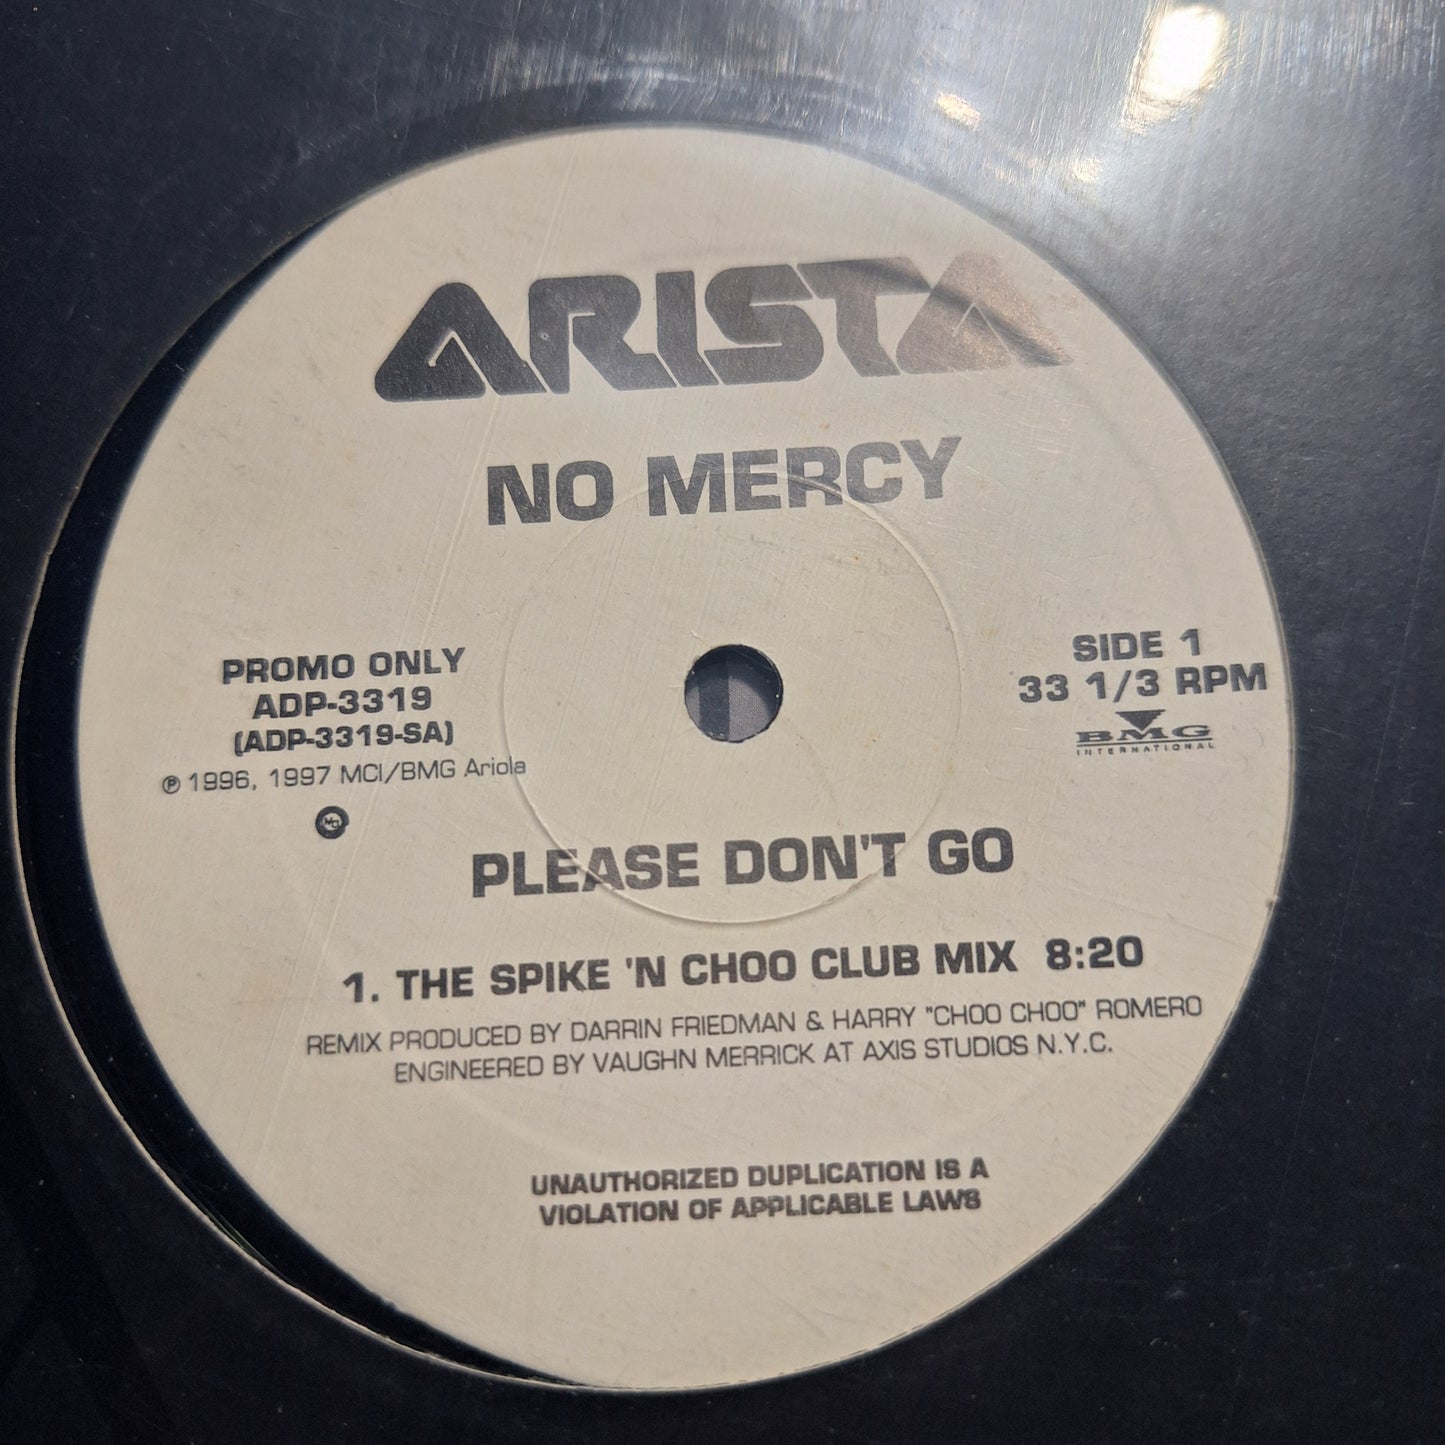 ARISTA
NO MERCY
PROMO ONLY
ADP-3319
(ADP-3319-SA)
℗ 1996, 1997 MCI/BMG Ariola
MCI
SIDE 1
33 1/3 RPM
BMG
INTERNATIONAL
PLEASE DON'T GO
1. THE SPIKE 'N CHOO CLUB MIX 8:20
REMIX PRODUCED BY DARRIN FRIEDMAN & HARRY "CHOO CHOO" ROMERO
ENGINEERED BY VAUGHN MERRICK AT AXIS STUDIOS N.Y.C.
UNAUTHORIZED DUPLICATION IS A
VIOLATION OF APPLICABLE LAWS